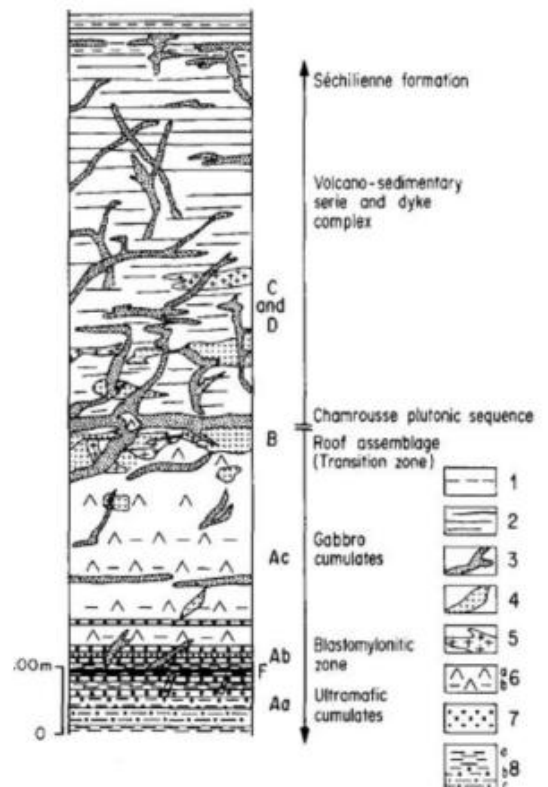 Séchilienne formation
Volcano-sedimentary
serie and dyke
complex
C
and
D
Chamrousse plutonic sequence
B
Roof assemblage
(Transition zone)
1
2
Gabbro
cumulates
Ac
3
4
5
Blastomylonitic
zone
Ab
6
a
b
F
00m
Ultramafic
cumulates
Aa
7
0
8
a
b
c